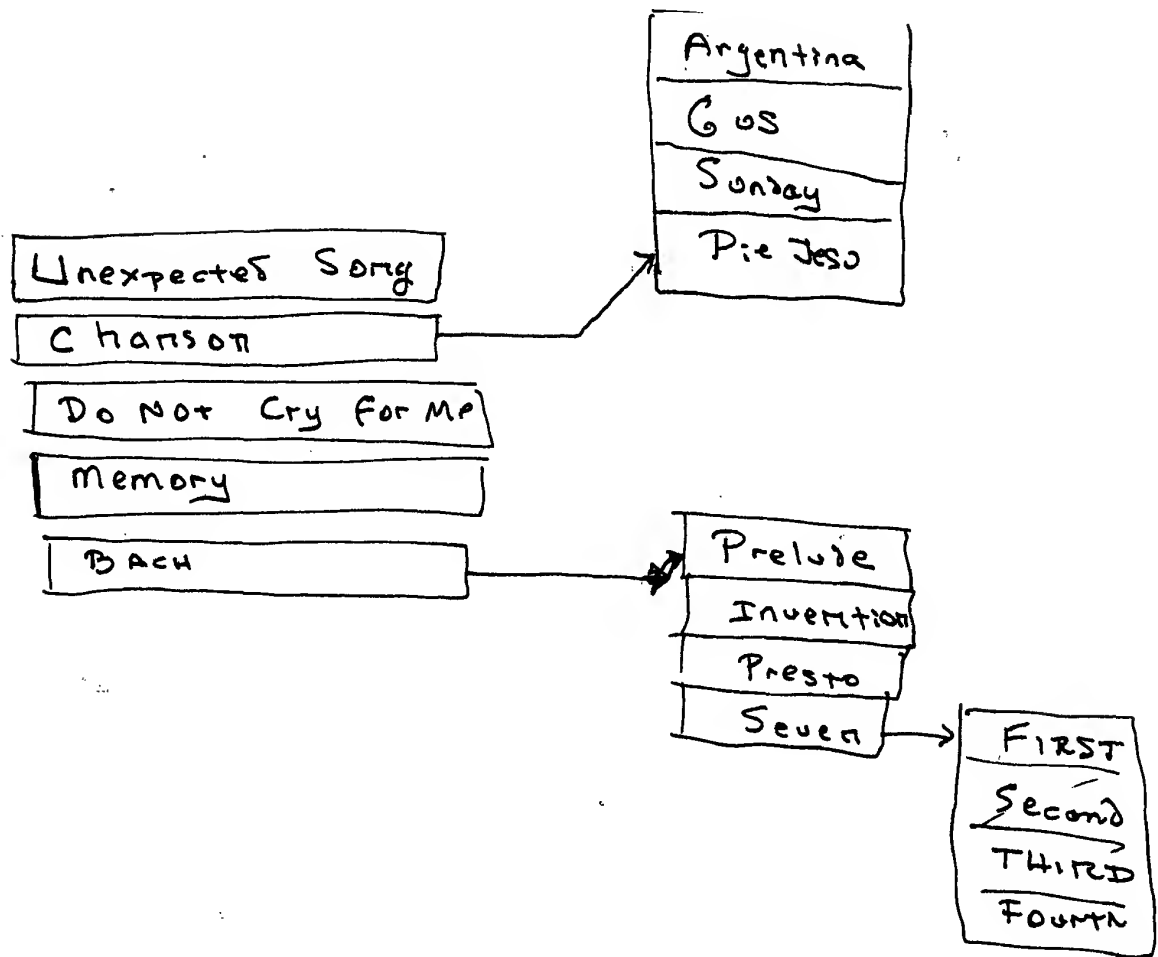 Argentina
Gus
Sunday
Pie Jesu
Unexpected Song
Chanson
Do Not Cry For Me
Memory
BACH
Prelude
Invention
Presto
Seven
FIRST
Second
THIRD
Fourth